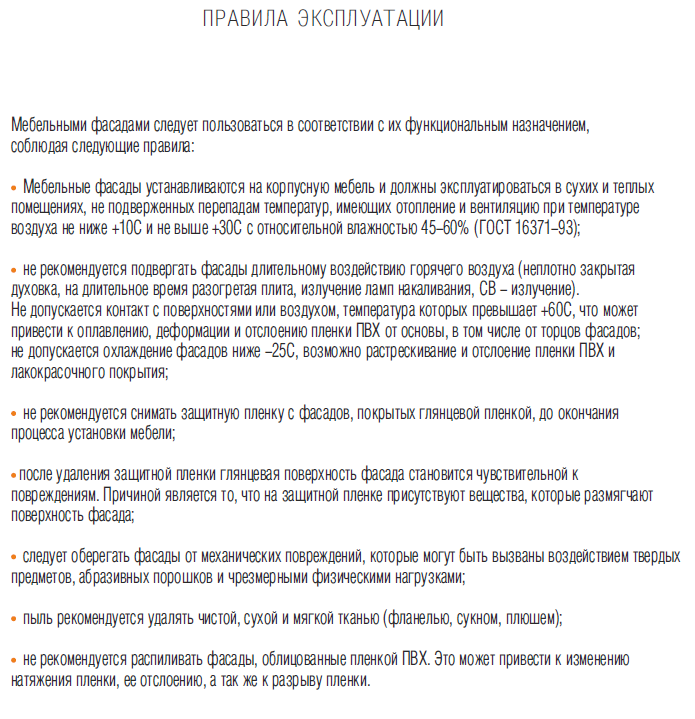 ПРАВИЛА ЭКСПЛУАТАЦИИ
Мебельными фасадами следует пользоваться в соответствии с их функциональным назначением,
соблюдая следующие правила:
• Мебельные фасады устанавливаются на корпусную мебель и должны эксплуатироваться в сухих и теплых
помещениях, не подверженных перепадам температур, имеющих отопление и вентиляцию при температуре
воздуха не ниже +10С и не выше +30С с относительной влажностью 45–60% (ГОСТ 16371–93);
• не рекомендуется подвергать фасады длительному воздействию горячего воздуха (неплотно закрытая
духовка, на длительное время разогретая плита, излучение ламп накаливания, СВ – излучение).
Не допускается контакт с поверхностями или воздухом, температура которых превышает +60С, что может
привести к оплавлению, деформации и отслоению пленки ПВХ от основы, в том числе от торцов фасадов;
не допускается охлаждение фасадов ниже –25С, возможно растрескивание и отслоение пленки ПВХ и
лакокрасочного покрытия;
• не рекомендуется снимать защитную пленку с фасадов, покрытых глянцевой пленкой, до окончания
процесса установки мебели;
• после удаления защитной пленки глянцевая поверхность фасада становится чувствительной к
повреждениям. Причиной является то, что на защитной пленке присутствуют вещества, которые размягчают
поверхность фасада;
• следует оберегать фасады от механических повреждений, которые могут быть вызваны воздействием твердых
предметов, абразивных порошков и чрезмерными физическими нагрузками;
• пыль рекомендуется удалять чистой, сухой и мягкой тканью (фланелью, сукном, плюшем);
• не рекомендуется распиливать фасады, облицованные пленкой ПВХ. Это может привести к изменению
натяжения пленки, ее отслоению, а так же к разрыву пленки.